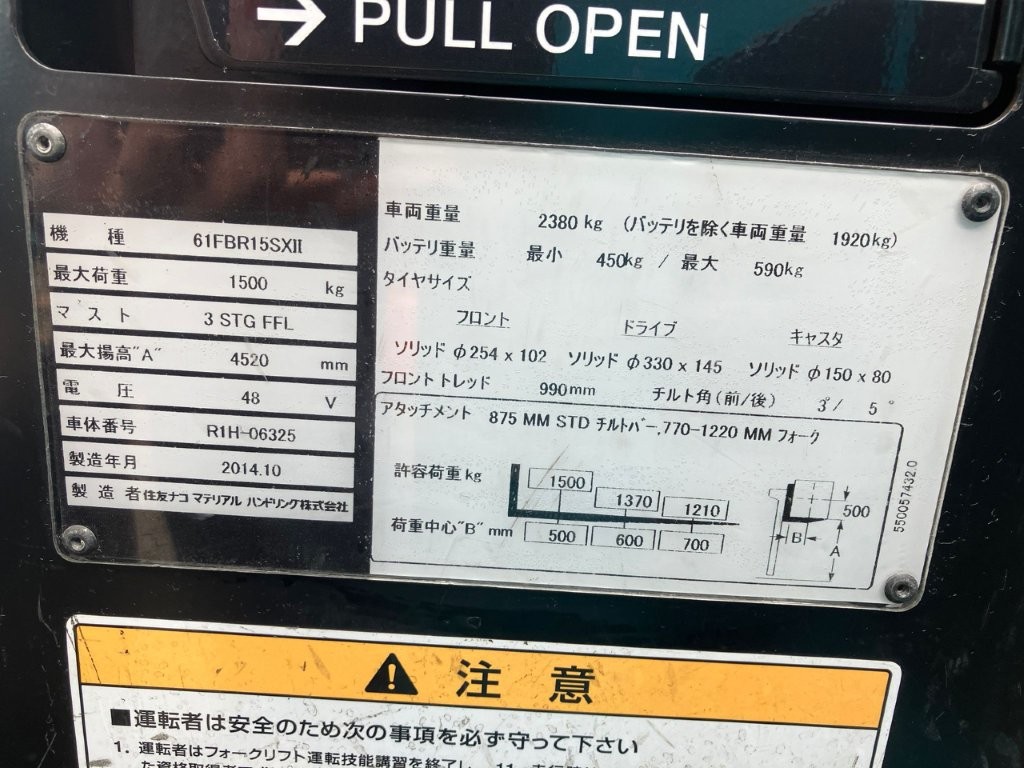 → PULL OPEN
機種 61FBR15SXII
最大荷重 1500 kg
マスト 3 STG FFL
最大揚高"A" 4520 mm
電圧 48 V
車体番号 R1H-06325
製造年月 2014.10
製造者 住友ナコ マテリアル ハンドリング株式会社
車両重量 2380 kg (バッテリを除く車両重量 1920kg)
バッテリ重量 最小 450kg / 最大 590kg
タイヤサイズ
フロント ドライブ キャスタ
ソリッド φ254 x 102 ソリッド φ330 x 145 ソリッド φ150 x 80
フロント トレッド 990mm チルト角(前/後) 3°/ 5°
アタッチメント 875 MM STD チルトバー,770-1220 MM フォーク
許容荷重 kg 1500 1370 1210
荷重中心"B" mm 500 600 700
500
B
A
550057432.0
注意
■運転者は安全のため次の事項を必ず守って下さい
1. 運転者はフォークリフト運転技能講習を終了し、